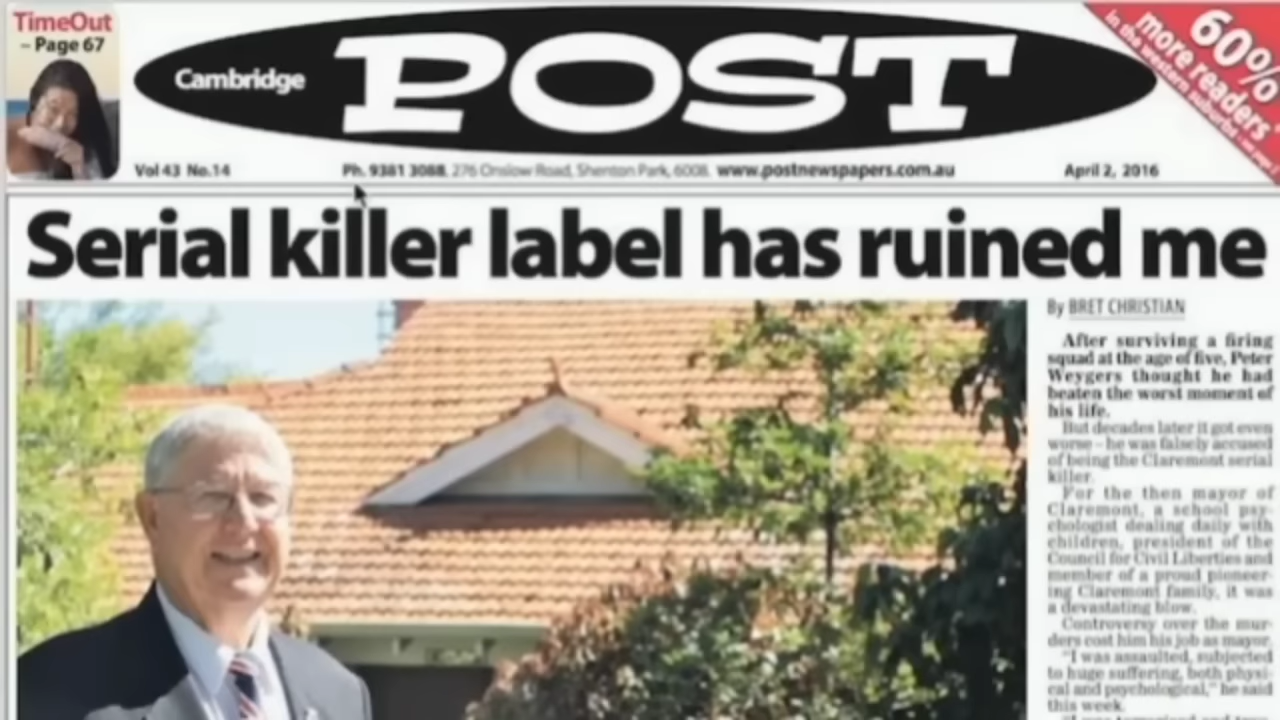 TimeOut
– Page 67
Cambridge
POST
60%
more readers
in the western suburbs
Vol 43 No.14
Ph. 9381 3088, 276 Onslow Road, Shenton Park, 6008. www.postnewspapers.com.au
April 2, 2016
Serial killer label has ruined me
By BRET CHRISTIAN
After surviving a firing
squad at the age of five, Peter
Weygers thought he had
beaten the worst moment of
his life.
But decades later it got even
worse – he was falsely accused
of being the Claremont serial
killer.
For the then mayor of
Claremont, a school psy-
chologist dealing daily with
children, president of the
Council for Civil Liberties and
member of a proud pioneer-
ing Claremont family, it was
a devastating blow.
Controversy over the mur-
ders cost him his job as mayor.
"I was assaulted, subjected
to huge suffering, both physi-
cal and psychological," he said
this week.